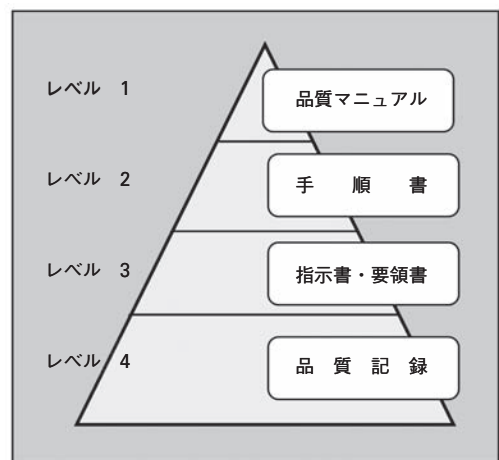 レベル 1
品質マニュアル
レベル 2
手 順 書
レベル 3
指示書・要領書
レベル 4
品 質 記 録